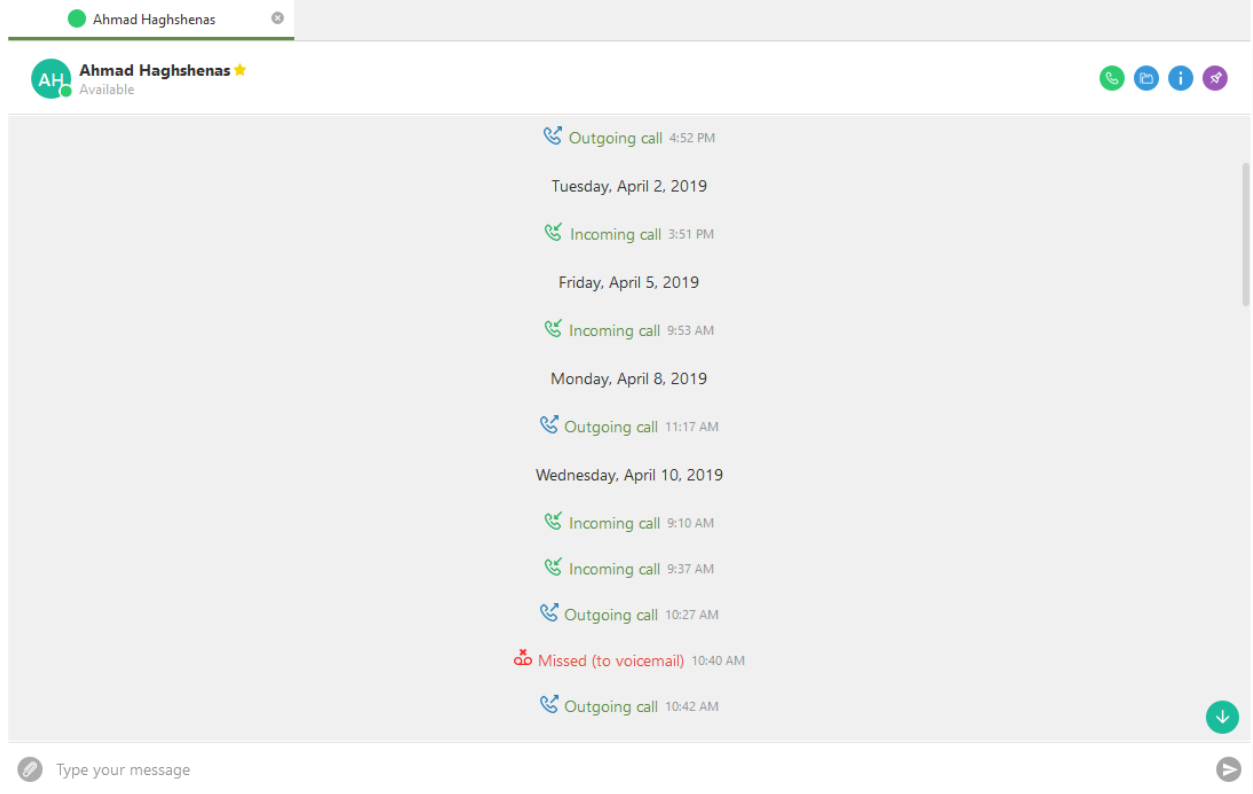 Ahmad Haghshenas
AH
Ahmad Haghshenas
Available
Outgoing call 4:52 PM
Tuesday, April 2, 2019
Incoming call 3:51 PM
Friday, April 5, 2019
Incoming call 9:53 AM
Monday, April 8, 2019
Outgoing call 11:17 AM
Wednesday, April 10, 2019
Incoming call 9:10 AM
Incoming call 9:37 AM
Outgoing call 10:27 AM
Missed (to voicemail) 10:40 AM
Outgoing call 10:42 AM
Type your message